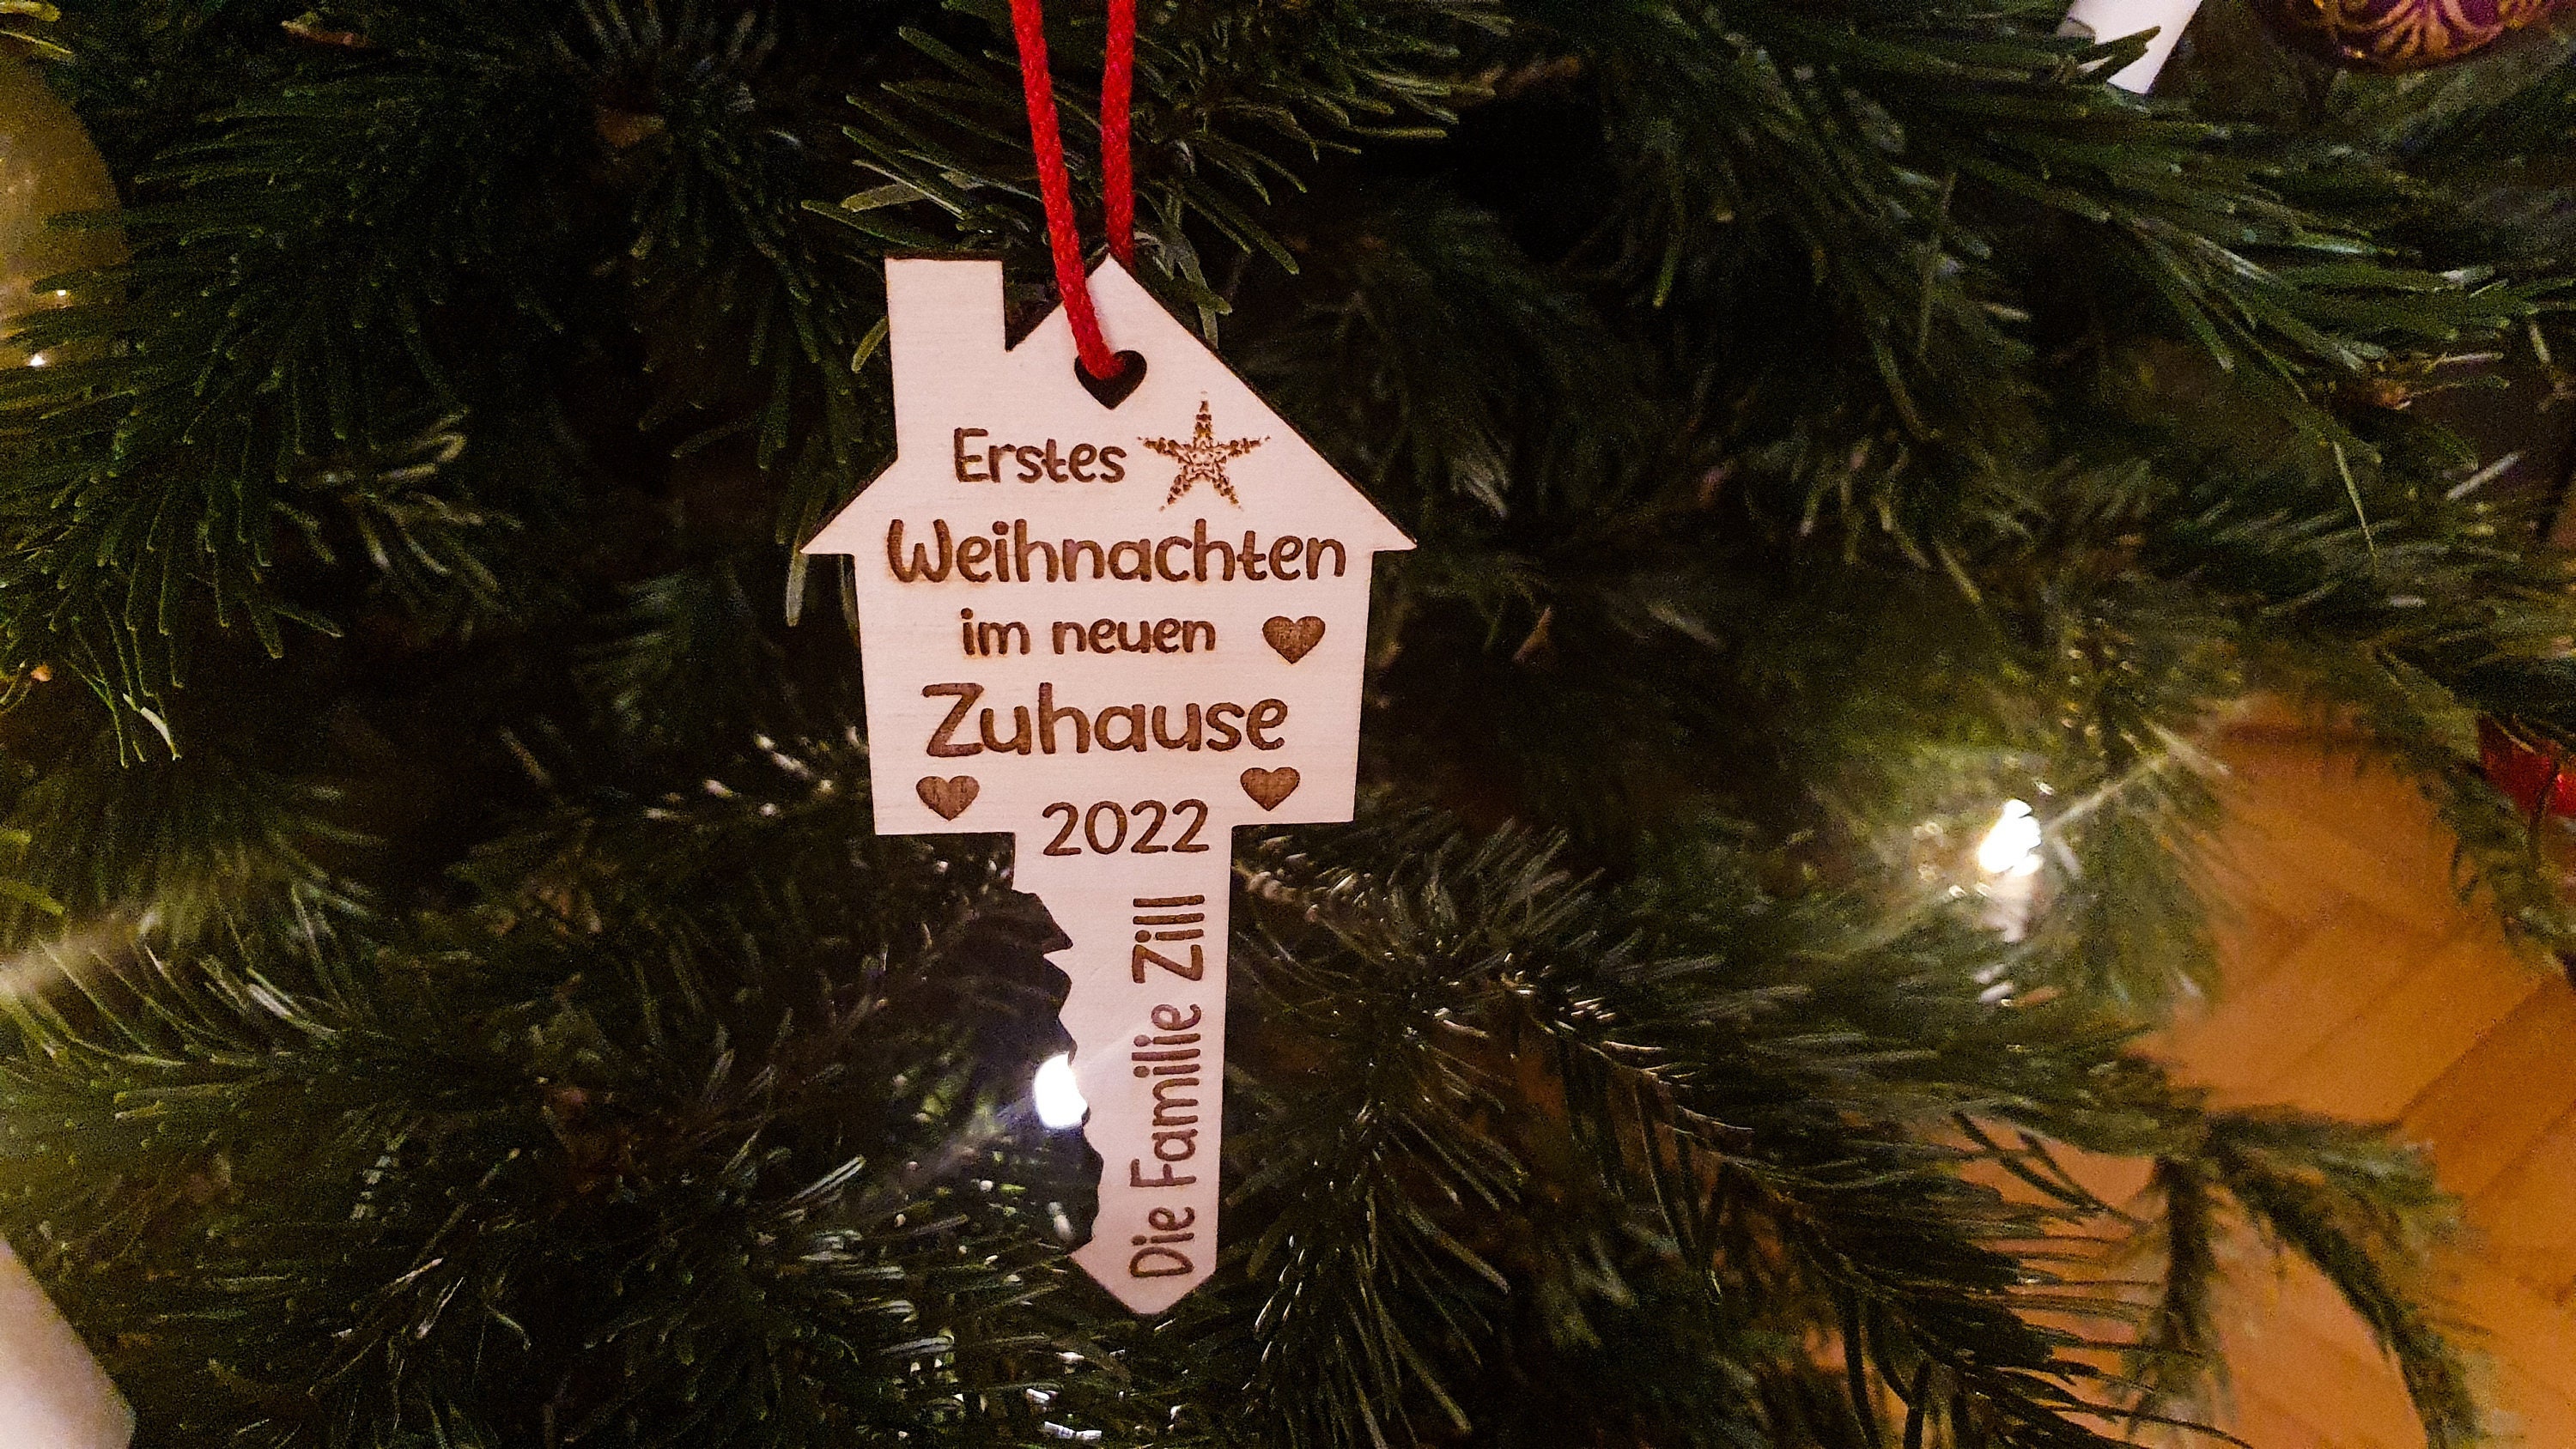 Erstes
Weihnachten
im neuen
Zuhause
2022
Die Familie Zill